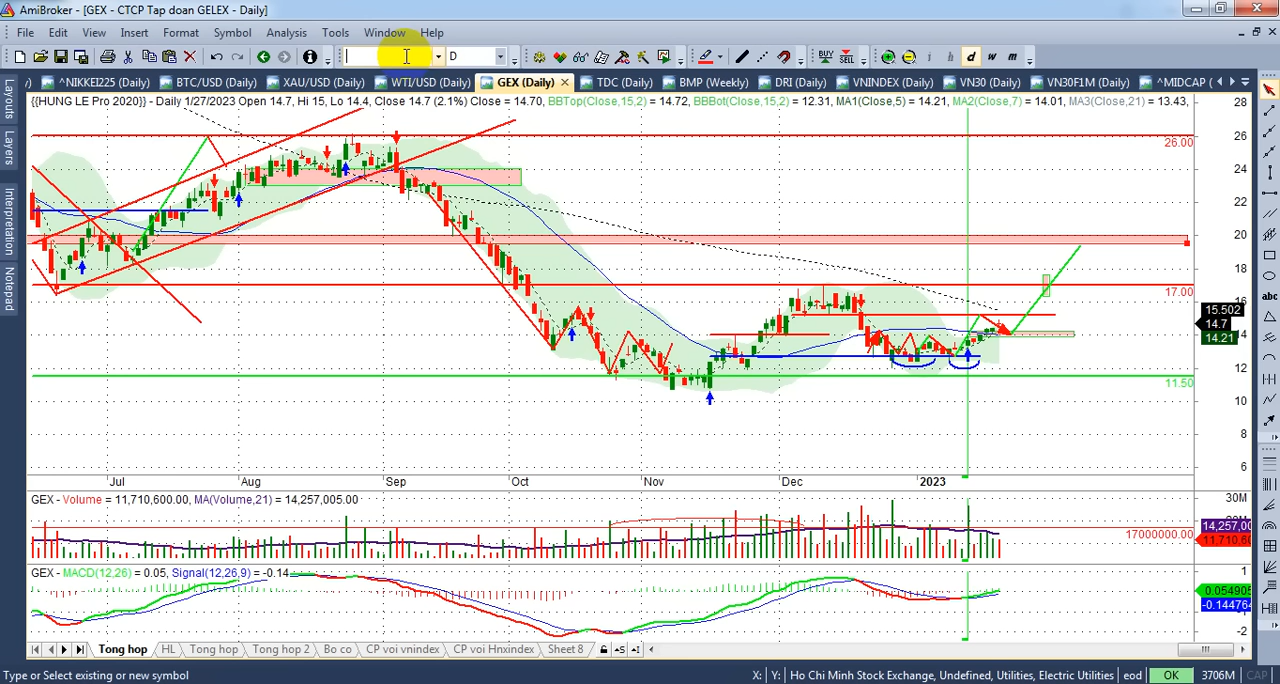 AmiBroker - [GEX - CTCP Tap doan GELEX - Daily]
File Edit View Insert Format Symbol Analysis Tools Window Help
D BUY SELL i h d w m
^NIKKEI225 (Daily) BTC/USD (Daily) XAU/USD (Daily) WTI/USD (Daily) GEX (Daily) TDC (Daily) BMP (Weekly) DRI (Daily) VNINDEX (Daily) VN30 (Daily) VN30F1M (Daily) ^MIDCAP (
Layouts
Layers
Interpretation
Notepad
{{HUNG LE Pro 2020}} - Daily 1/27/2023 Open 14.7, Hi 15, Lo 14.4, Close 14.7 (2.1%) Close = 14.70, BBTop(Close,15,2) = 14.72, BBBot(Close,15,2) = 12.31, MA1(Close,5) = 14.21, MA2(Close,7) = 14.01, MA3(Close,21) = 13.43,
28
26
26.00
24
22
20
18
17.00
16
15.502
14.7
14
14.21
12
11.50
10
8
6
abc
Jul Aug Sep Oct Nov Dec 2023
GEX - Volume = 11,710,600.00, MA(Volume,21) = 14,257,005.00
30M
14,257,00
17000000.00
11,710,60
GEX - MACD(12,26) = 0.05, Signal(12,26,9) = -0.14
1
0.054905
-0.144764
-2
Tong hop HL Tong hop Tong hop 2 Bo co CP voi vnindex CP voi Hnxindex Sheet 8
Type or Select existing or new symbol X: Y: Ho Chi Minh Stock Exchange, Undefined, Utilities, Electric Utilities eod OK 3706M CAP